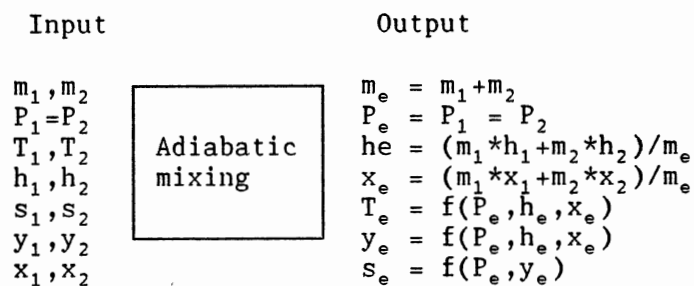 Input Output
m₁,m₂ mₑ = m₁+m₂
P₁=P₂ Pₑ = P₁ = P₂
T₁,T₂ Adiabatic he = (m₁*h₁+m₂*h₂)/mₑ
h₁,h₂ mixing xₑ = (m₁*x₁+m₂*x₂)/mₑ
s₁,s₂ Tₑ = f(Pₑ,hₑ,xₑ)
y₁,y₂ yₑ = f(Pₑ,hₑ,xₑ)
x₁,x₂ sₑ = f(Pₑ,yₑ)